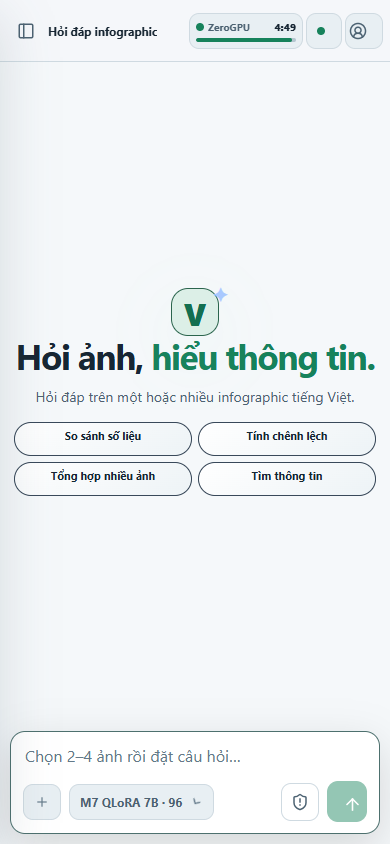 Hỏi đáp infographic
ZeroGPU 4:49
V
Hỏi ảnh, hiểu thông tin.
Hỏi đáp trên một hoặc nhiều infographic tiếng Việt.
So sánh số liệu
Tính chênh lệch
Tổng hợp nhiều ảnh
Tìm thông tin
Chọn 2–4 ảnh rồi đặt câu hỏi...
M7 QLoRA 7B · 96